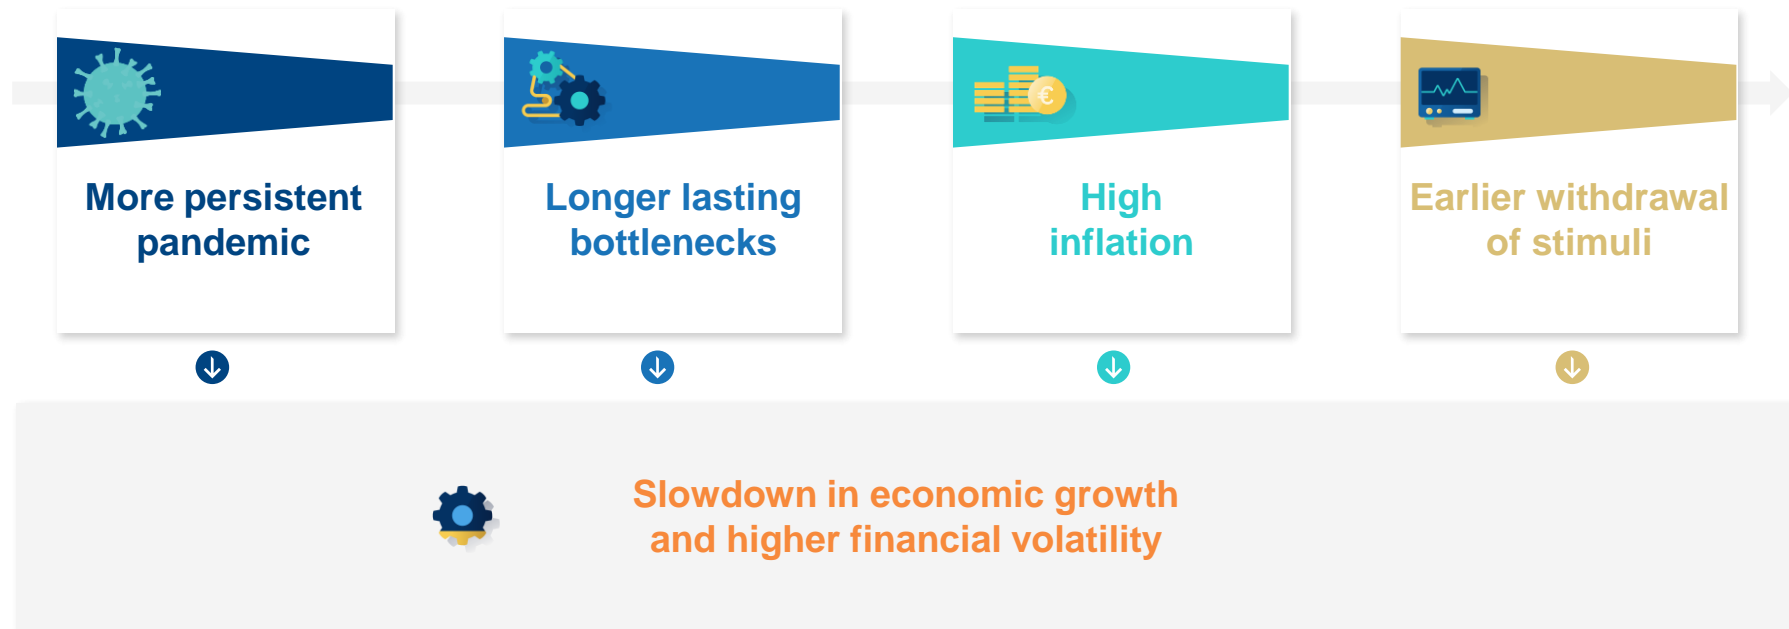 More persistent
pandemic
Longer lasting
bottlenecks
High
inflation
Earlier withdrawal
of stimuli
€
Slowdown in economic growth
and higher financial volatility